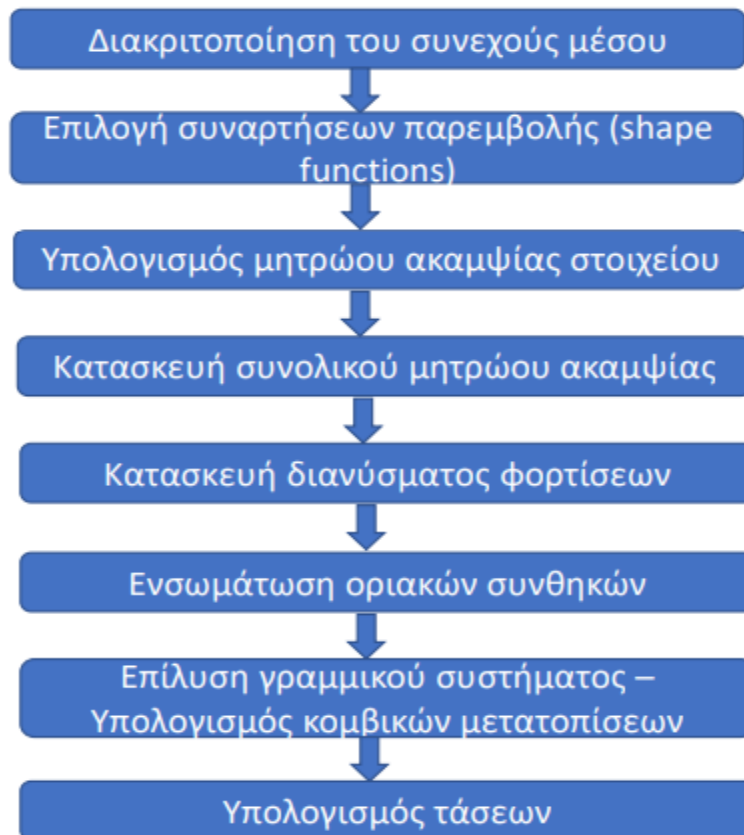 Διακριτοποίηση του συνεχούς μέσου
Επιλογή συναρτήσεων παρεμβολής (shape
functions)
Υπολογισμός μητρώου ακαμψίας στοιχείου
Κατασκευή συνολικού μητρώου ακαμψίας
Κατασκευή διανύσματος φορτίσεων
Ενσωμάτωση οριακών συνθηκών
Επίλυση γραμμικού συστήματος –
Υπολογισμός κομβικών μετατοπίσεων
Υπολογισμός τάσεων